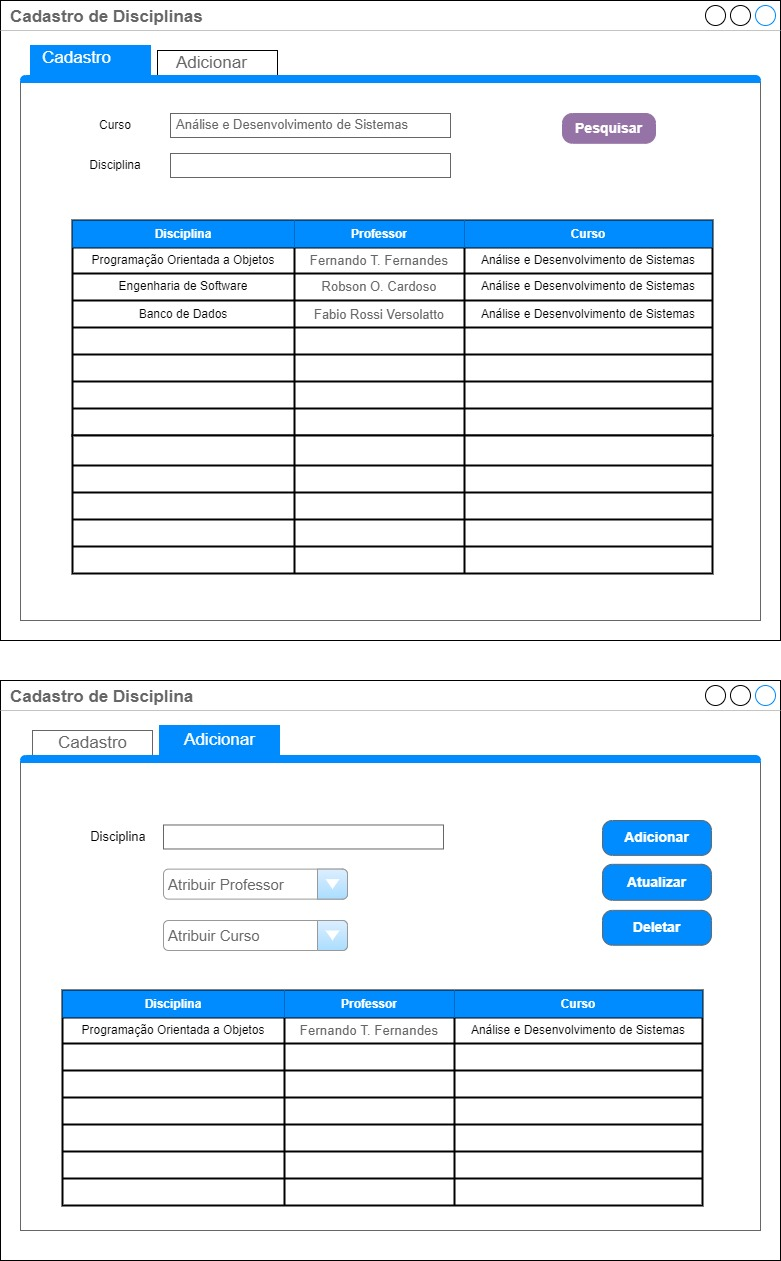 Cadastro de Disciplinas
Cadastro Adicionar
Curso Análise e Desenvolvimento de Sistemas Pesquisar
Disciplina
Disciplina Professor Curso
Programação Orientada a Objetos Fernando T. Fernandes Análise e Desenvolvimento de Sistemas
Engenharia de Software Robson O. Cardoso Análise e Desenvolvimento de Sistemas
Banco de Dados Fabio Rossi Versolatto Análise e Desenvolvimento de Sistemas
Cadastro de Disciplina
Cadastro Adicionar
Disciplina Adicionar
Atribuir Professor Atualizar
Atribuir Curso Deletar
Disciplina Professor Curso
Programação Orientada a Objetos Fernando T. Fernandes Análise e Desenvolvimento de Sistemas